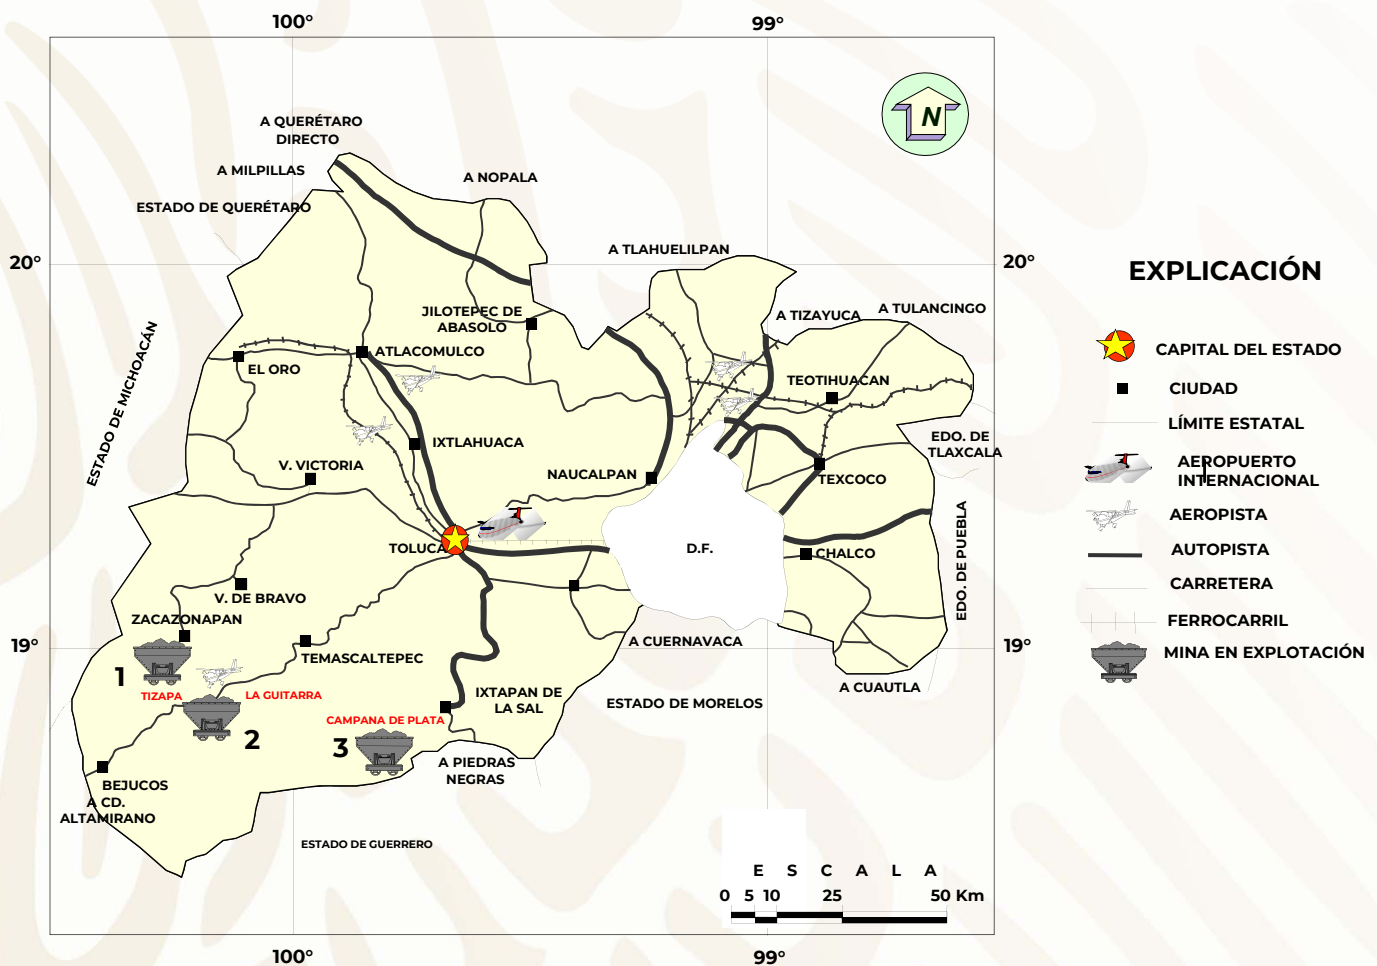 100°
99°
N
A QUERÉTARO
DIRECTO
A MILPILLAS
A NOPALA
ESTADO DE QUERÉTARO
A TLAHUELILPAN
20°
20°
EXPLICACIÓN
A TIZAYUCA
A TULANCINGO
JILOTEPEC DE
ABASOLO
ATLACOMULCO
EL ORO
TEOTIHUACAN
CAPITAL DEL ESTADO
CIUDAD
LÍMITE ESTATAL
ESTADO DE MICHOACÁN
IXTLAHUACA
EDO. DE
TLAXCALA
V. VICTORIA
NAUCALPAN
TEXCOCO
AEROPUERTO
INTERNACIONAL
AEROPISTA
TOLUCA
D.F.
CHALCO
AUTOPISTA
EDO. DE PUEBLA
CARRETERA
V. DE BRAVO
ZACAZONAPAN
FERROCARRIL
19°
A CUERNAVACA
19°
TEMASCALTEPEC
MINA EN EXPLOTACIÓN
1
TIZAPA
LA GUITARRA
A CUAUTLA
IXTAPAN DE
LA SAL
ESTADO DE MORELOS
CAMPANA DE PLATA
2
3
A PIEDRAS
NEGRAS
BEJUCOS
A CD.
ALTAMIRANO
ESTADO DE GUERRERO
E S C A L A
0 5 10 25 50 Km
100°
99°